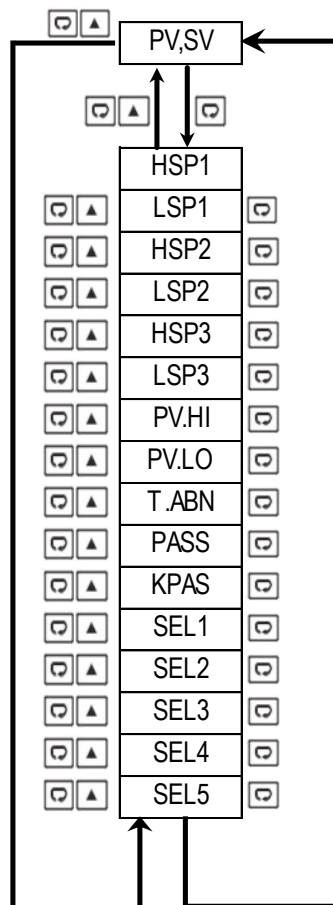 PV,SV
HSP1
LSP1
HSP2
LSP2
HSP3
LSP3
PV.HI
PV.LO
T.ABN
PASS
KPAS
SEL1
SEL2
SEL3
SEL4
SEL5